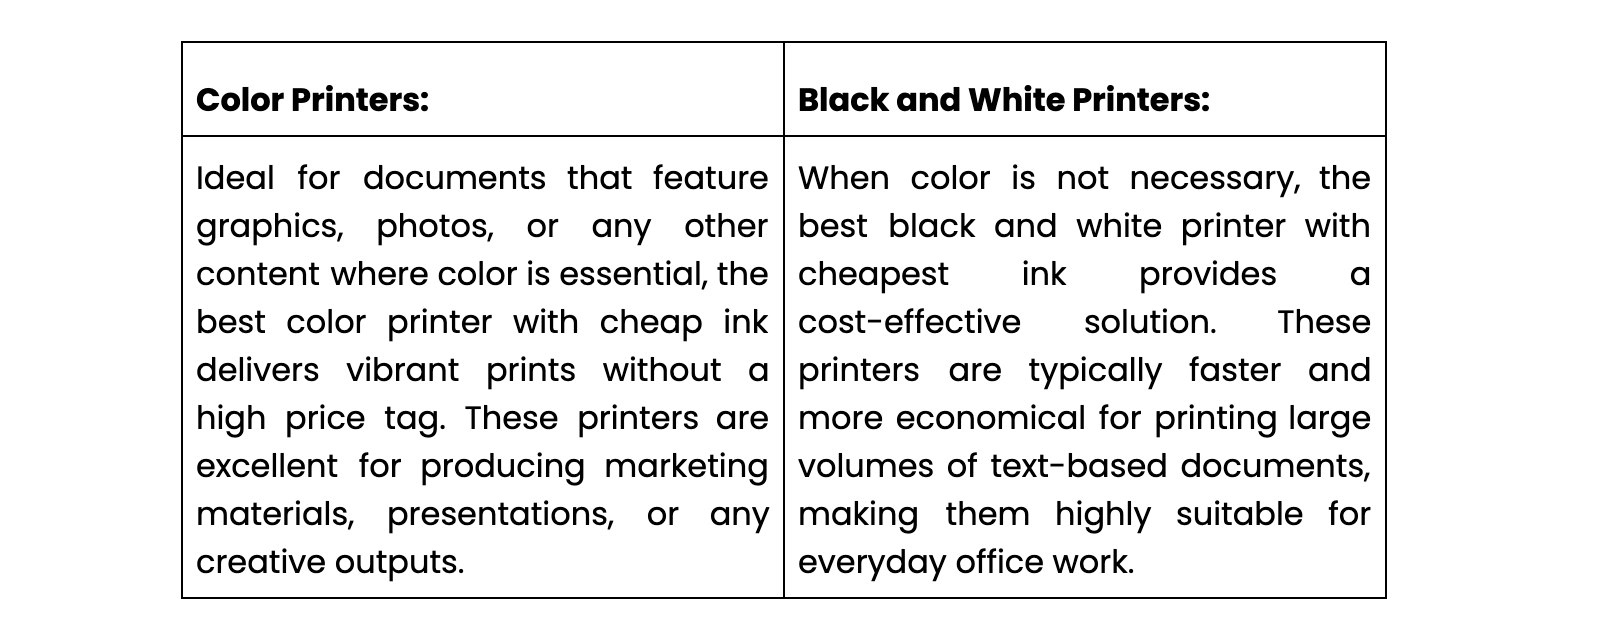 Color Printers:
Black and White Printers:
Ideal for documents that feature
graphics, photos, or any other
content where color is essential, the
best color printer with cheap ink
delivers vibrant prints without a
high price tag. These printers are
excellent for producing marketing
materials, presentations, or any
creative outputs.
When color is not necessary, the
best black and white printer with
cheapest ink provides a
cost-effective solution. These
printers are typically faster and
more economical for printing large
volumes of text-based documents,
making them highly suitable for
everyday office work.